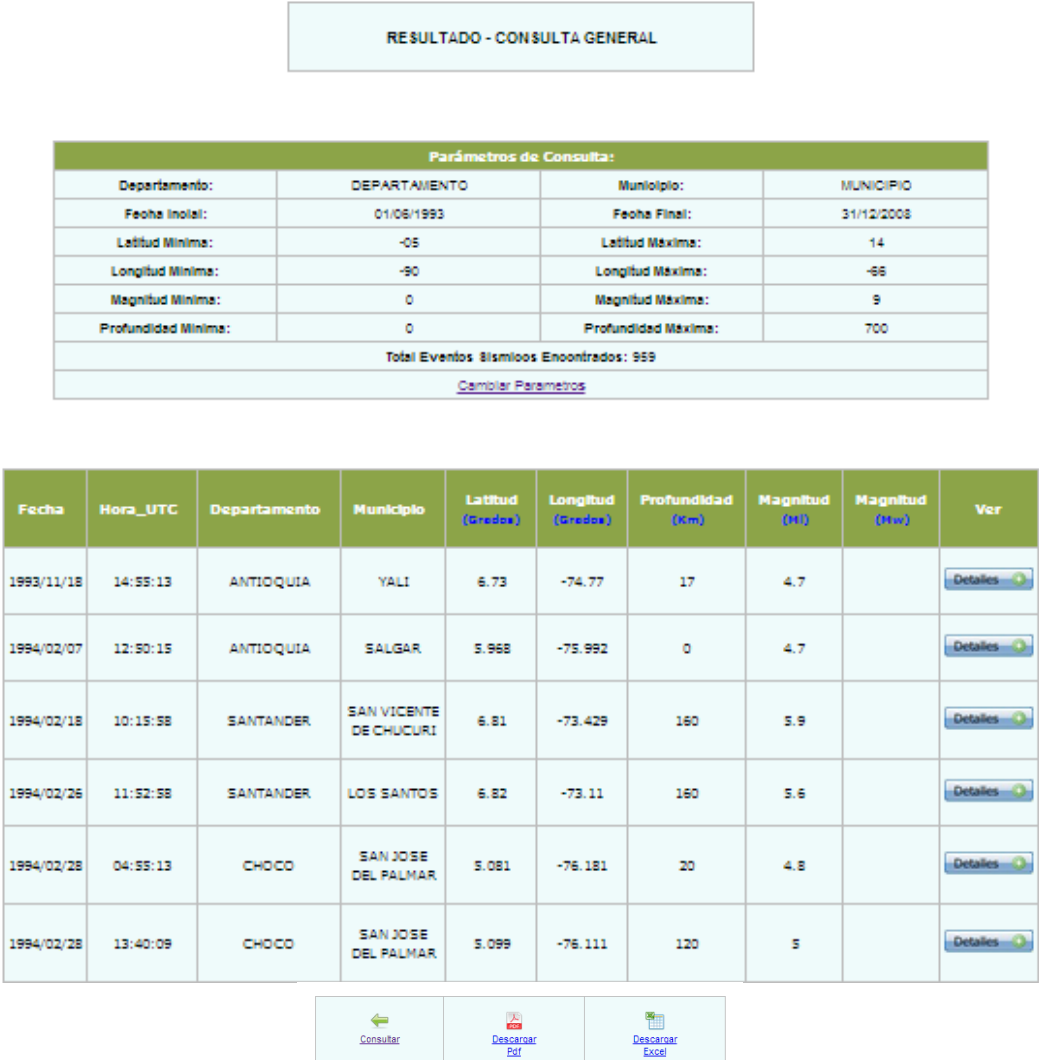 RESULTADO - CONSULTA GENERAL
Parámetros de Consulta:
Departamento: DEPARTAMENTO Municipio: MUNICIPIO
Fecha Inicial: 01/06/1993 Fecha Final: 31/12/2008
Latitud Minima: -05 Latitud Máxima: 14
Longitud Minima: -90 Longitud Máxima: -66
Magnitud Minima: 0 Magnitud Máxima: 9
Profundidad Minima: 0 Profundidad Máxima: 700
Total Eventos Sismicos Encontrados: 959
Cambiar Parametros
Fecha Hora_UTC Departamento Municipio Latitud (Grados) Longitud (Grados) Profundidad (Km) Magnitud (Ml) Magnitud (Mw) Ver
1993/11/18 14:55:13 ANTIOQUIA YALI 6.73 -74.77 17 4.7 Detalles
1994/02/07 12:50:15 ANTIOQUIA SALGAR 5.968 -75.992 0 4.7 Detalles
1994/02/18 10:15:58 SANTANDER SAN VICENTE DE CHUCURI 6.81 -73.429 160 5.9 Detalles
1994/02/26 11:52:58 SANTANDER LOS SANTOS 6.82 -73.11 160 5.6 Detalles
1994/02/28 04:55:13 CHOCO SAN JOSE DEL PALMAR 5.081 -76.181 20 4.8 Detalles
1994/02/28 13:40:09 CHOCO SAN JOSE DEL PALMAR 5.099 -76.111 120 5 Detalles
Consultar Descargar Pdf Descargar Excel